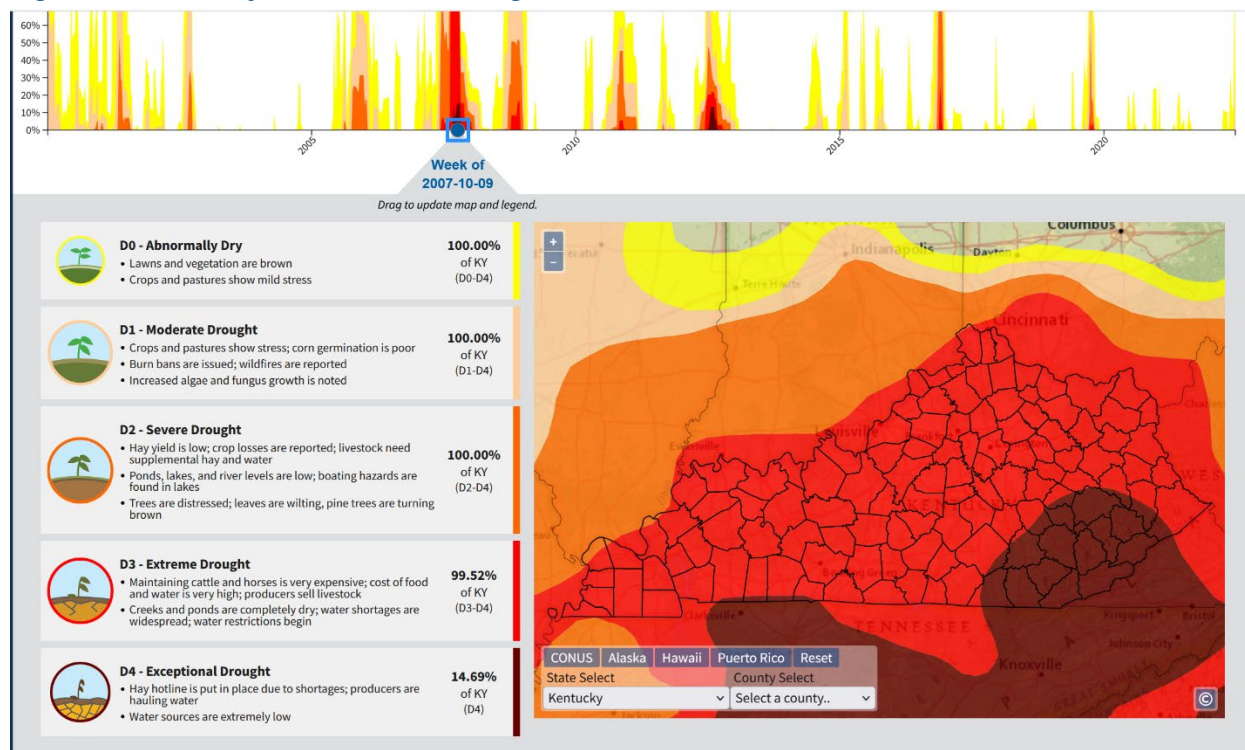 60%
50%
40%
30%
20%
10%
0%
2005
2010
2015
2020
Week of
2007-10-09
Drag to update map and legend.
D0 - Abnormally Dry
• Lawns and vegetation are brown
• Crops and pastures show mild stress
100.00%
of KY
(D0-D4)
D1 - Moderate Drought
• Crops and pastures show stress; corn germination is poor
• Burn bans are issued; wildfires are reported
• Increased algae and fungus growth is noted
100.00%
of KY
(D1-D4)
D2 - Severe Drought
• Hay yield is low; crop losses are reported; livestock need
supplemental hay and water
• Ponds, lakes, and river levels are low; boating hazards are
found in lakes
• Trees are distressed; leaves are wilting, pine trees are turning
brown
100.00%
of KY
(D2-D4)
D3 - Extreme Drought
• Maintaining cattle and horses is very expensive; cost of food
and water is very high; producers sell livestock
• Creeks and ponds are completely dry; water shortages are
widespread; water restrictions begin
99.52%
of KY
(D3-D4)
D4 - Exceptional Drought
• Hay hotline is put in place due to shortages; producers are
hauling water
• Water sources are extremely low
14.69%
of KY
(D4)
+
–
Columbus
Indianapolis
Dayton
Terre Haute
Cincinnati
Louisville
KENTUCKY
Bowling Green
Clarksville
TENNESSEE
Kingsport
Bristol
Johnson City
Knoxville
CONUS
Alaska
Hawaii
Puerto Rico
Reset
State Select
County Select
Kentucky
Select a county..
©